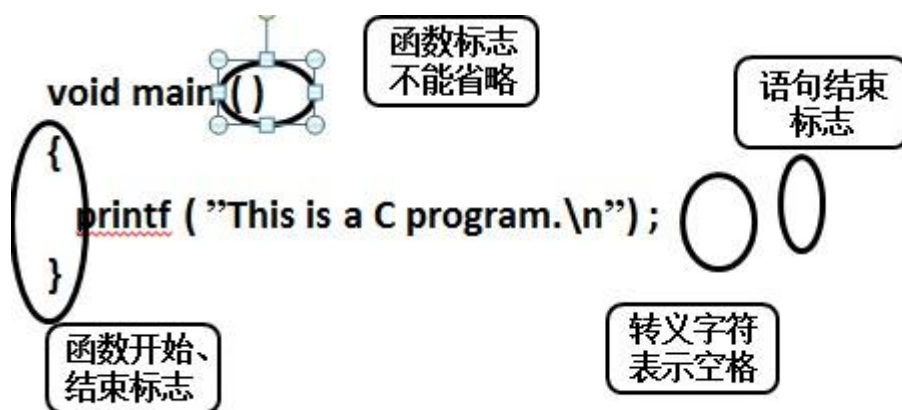 函数标志
不能省略
void main ( )
语句结束
标志
{
printf ( ”This is a C program.\n”) ;
}
函数开始、
结束标志
转义字符
表示空格